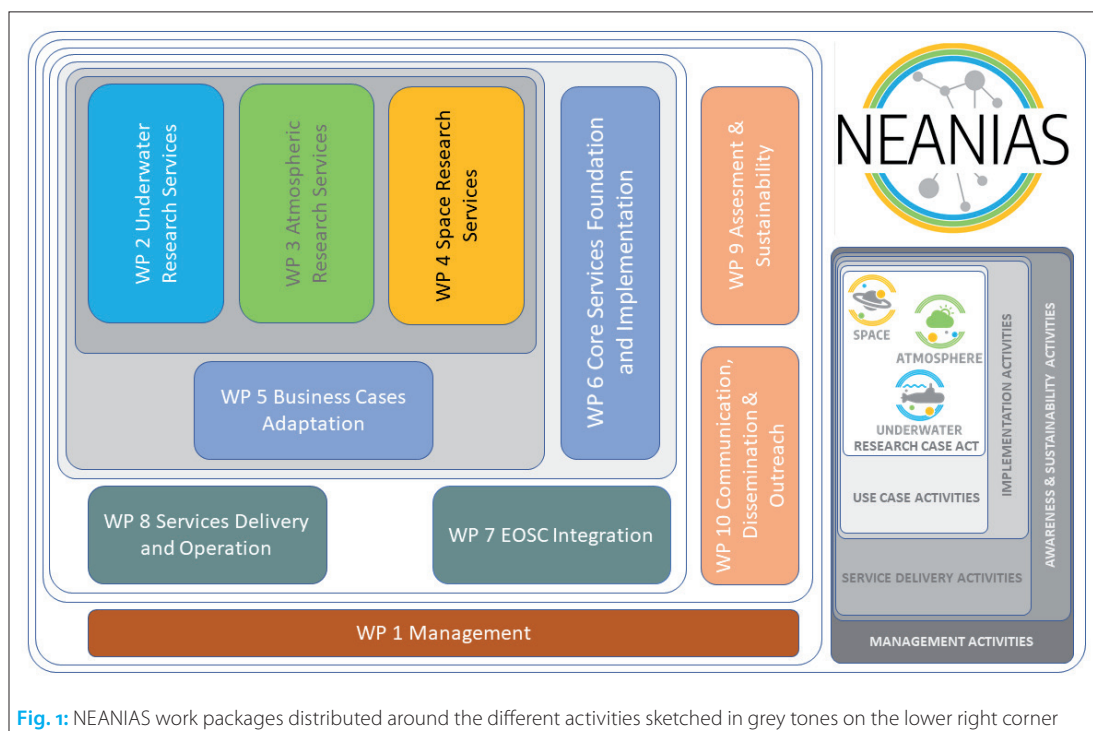 WP 2 Underwater
Research Services
WP 3 Atmospheric
Research Services
WP 4 Space Research
Services
WP 5 Business Cases
Adaptation
WP 6 Core Services Foundation
and Implementation
WP 8 Services Delivery
and Operation
WP 7 EOSC Integration
WP 9 Assesment &
Sustainability
WP 10 Communication,
Dissemination &
Outreach
WP 1 Management
NEANIAS
SPACE
ATMOSPHERE
UNDERWATER
RESEARCH CASE ACT
USE CASE ACTIVITIES
IMPLEMENTATION ACTIVITIES
SERVICE DELIVERY ACTIVITIES
AWARENESS & SUSTAINABILITY ACTIVITIES
MANAGEMENT ACTIVITIES
Fig. 1: NEANIAS work packages distributed around the different activities sketched in grey tones on the lower right corner